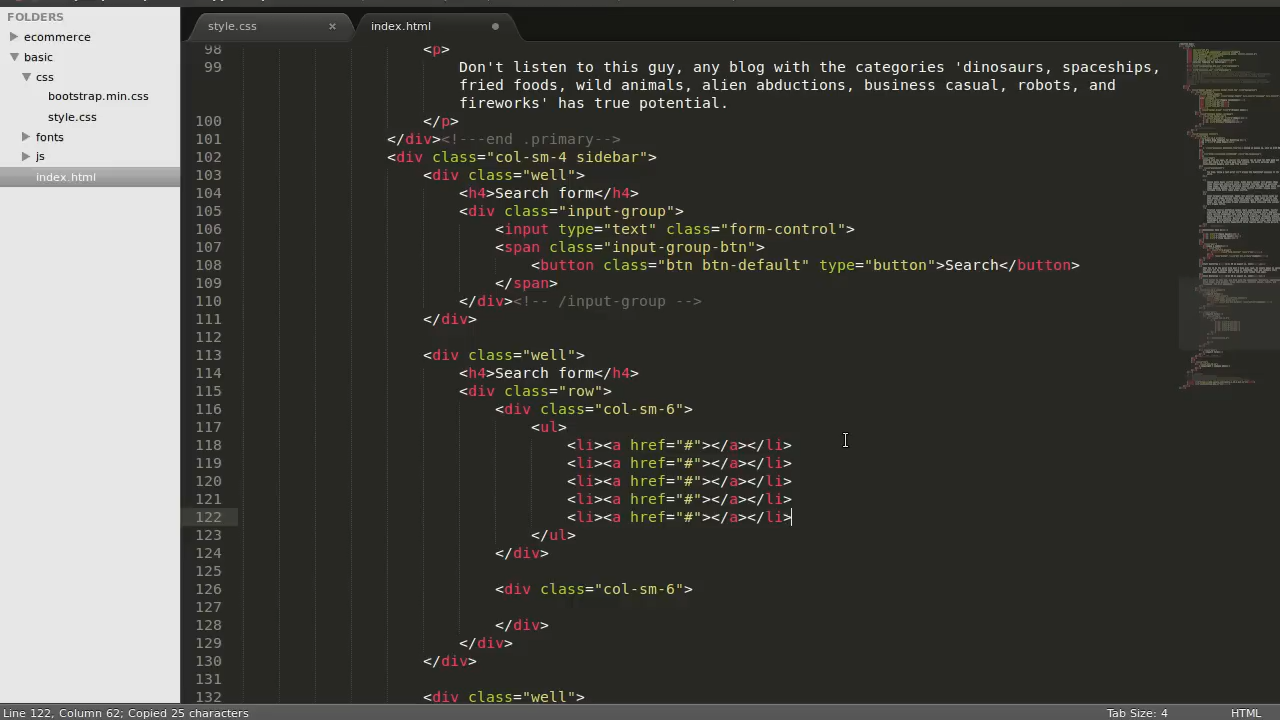 FOLDERS
ecommerce
basic
css
bootstrap.min.css
style.css
fonts
js
index.html
style.css × index.html
98 <p>
99 Don't listen to this guy, any blog with the categories 'dinosaurs, spaceships,
fried foods, wild animals, alien abductions, business casual, robots, and
fireworks' has true potential.
100 </p>
101 </div><!---end .primary-->
102 <div class="col-sm-4 sidebar">
103 <div class="well">
104 <h4>Search form</h4>
105 <div class="input-group">
106 <input type="text" class="form-control">
107 <span class="input-group-btn">
108 <button class="btn btn-default" type="button">Search</button>
109 </span>
110 </div><!-- /input-group -->
111 </div>
112
113 <div class="well">
114 <h4>Search form</h4>
115 <div class="row">
116 <div class="col-sm-6">
117 <ul>
118 <li><a href="#"></a></li>
119 <li><a href="#"></a></li>
120 <li><a href="#"></a></li>
121 <li><a href="#"></a></li>
122 <li><a href="#"></a></li>
123 </ul>
124 </div>
125
126 <div class="col-sm-6">
127
128 </div>
129 </div>
130 </div>
131
132 <div class="well">
Line 122, Column 62; Copied 25 characters Tab Size: 4 HTML